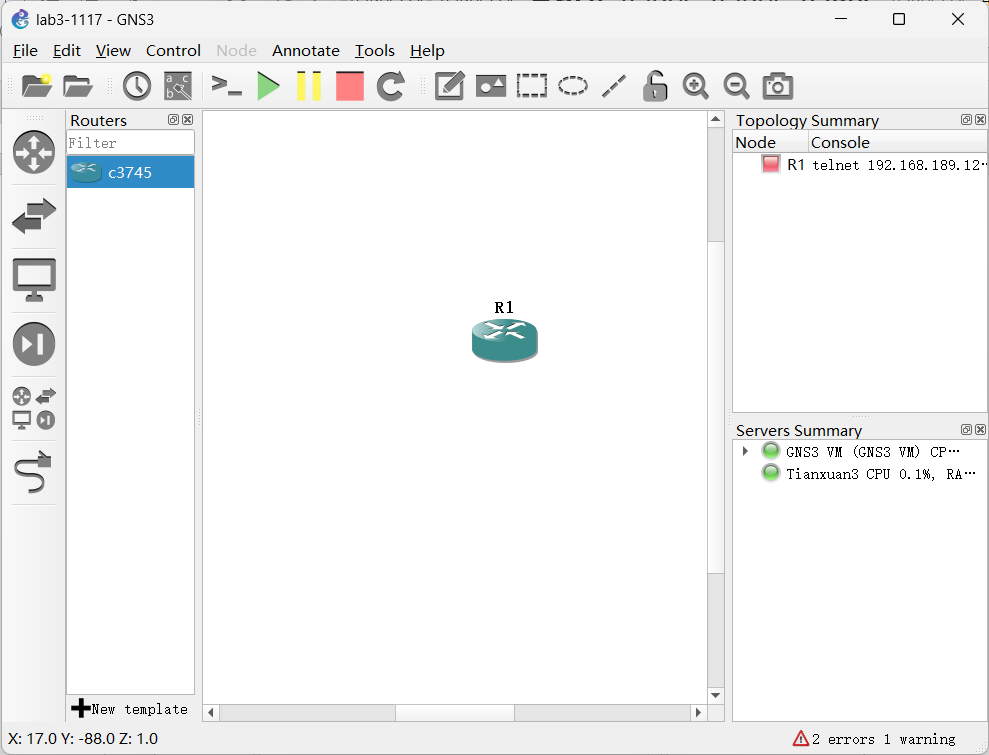 lab3-1117 - GNS3
File Edit View Control Node Annotate Tools Help
Routers
Filter
c3745
New template
R1
Topology Summary
Node Console
R1 telnet 192.168.189.12…
Servers Summary
GNS3 VM (GNS3 VM) CP…
Tianxuan3 CPU 0.1%, RA…
X: 17.0 Y: -88.0 Z: 1.0
2 errors 1 warning